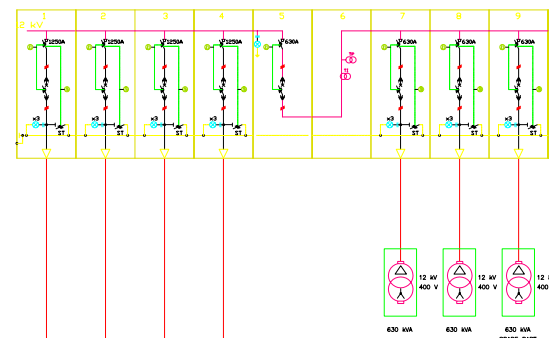 1 2 3 4 5 6 7 8 9
2 kV
1250A 1250A 1250A 1250A 630A 630A 630A 630A
x3 x3 x3 x3 x3 x3 x3
ST ST ST ST ST ST ST
12 kV 12 kV 12
400 V 400 V 400
630 kVA 630 kVA 630 kVA